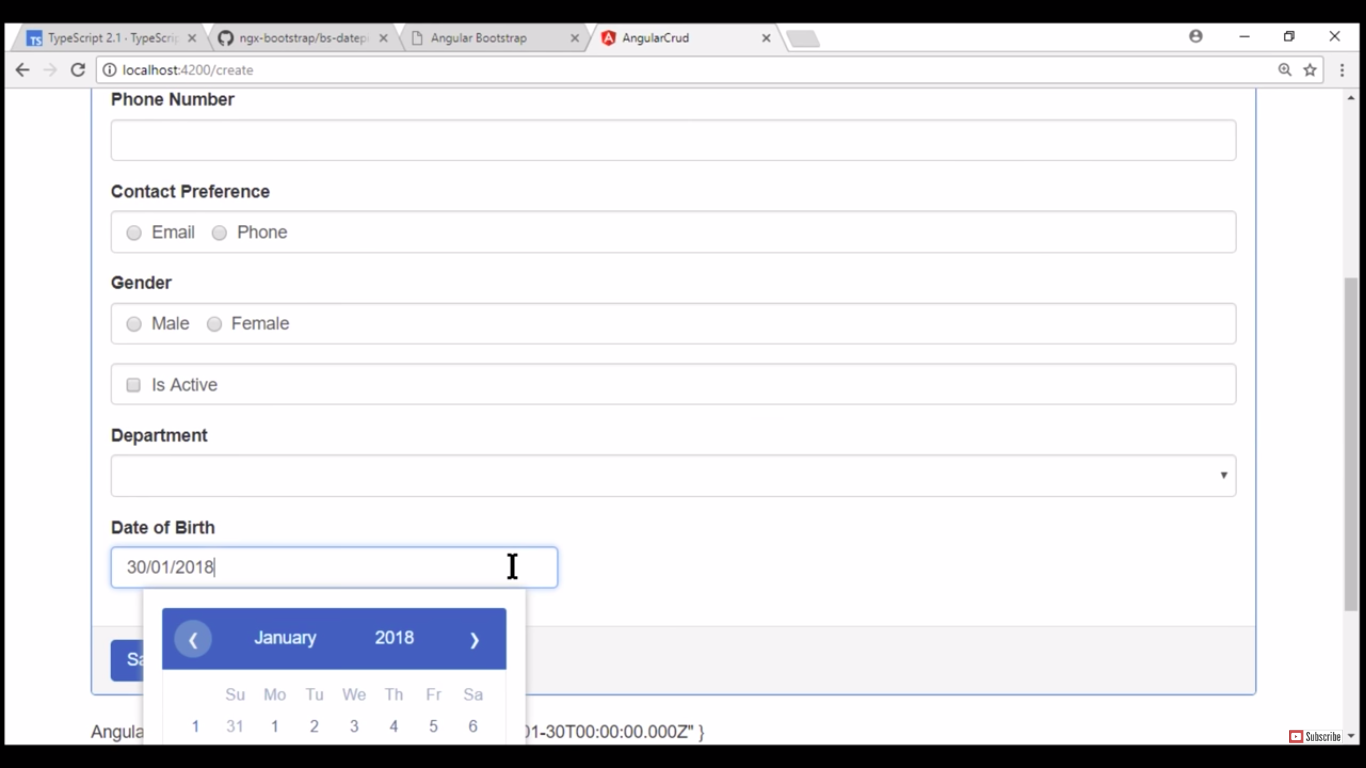 TypeScript 2.1 · TypeScrip ngx-bootstrap/bs-datepi Angular Bootstrap AngularCrud
localhost:4200/create
Phone Number
Contact Preference
Email Phone
Gender
Male Female
Is Active
Department
Date of Birth
30/01/2018
January 2018
Sa
Su Mo Tu We Th Fr Sa
1 31 1 2 3 4 5 6
Angula 01-30T00:00:00.000Z" }
Subscribe